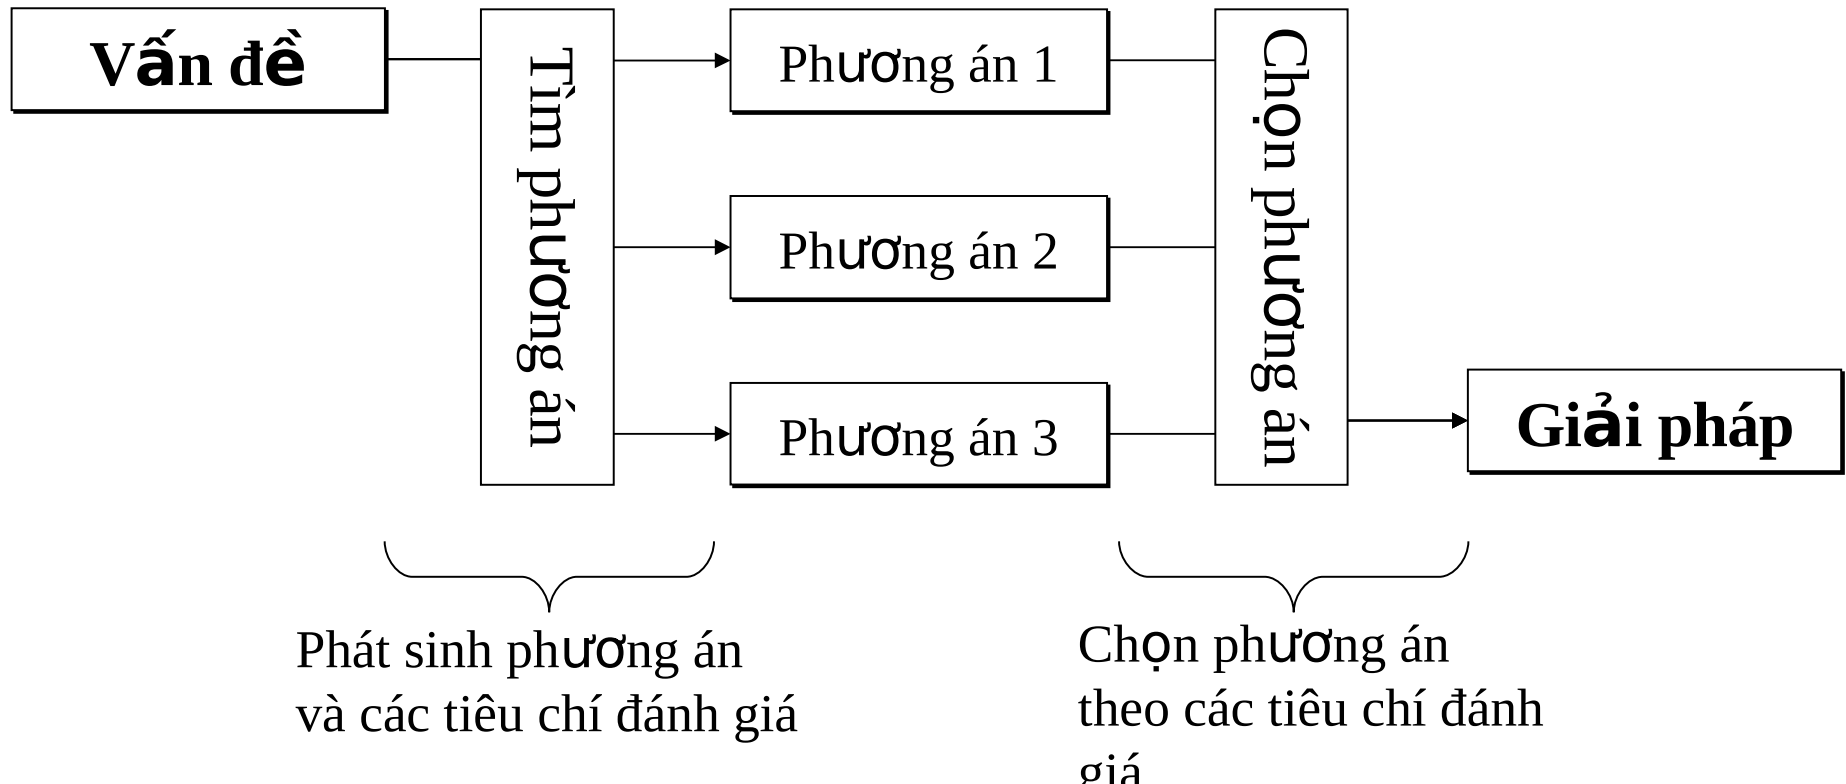 Vấn đề
Tìm phương án
Phương án 1
Phương án 2
Phương án 3
Chọn phương án
Giải pháp
Phát sinh phương án
và các tiêu chí đánh giá
Chọn phương án
theo các tiêu chí đánh
giá